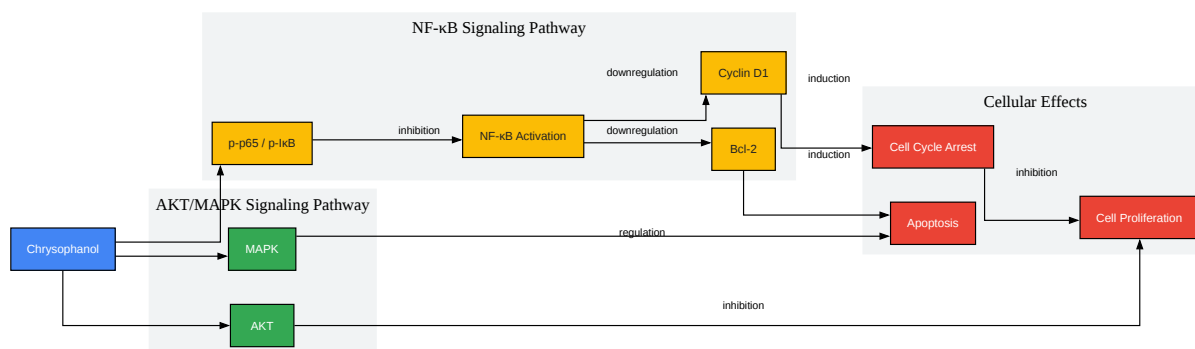 NF-κB Signaling Pathway
downregulation
Cyclin D1
induction
Cellular Effects
p-p65 / p-IκB
inhibition
NF-κB Activation
downregulation
Bcl-2
induction
Cell Cycle Arrest
inhibition
AKT/MAPK Signaling Pathway
Chrysophanol
MAPK
regulation
Apoptosis
Cell Proliferation
AKT
inhibition